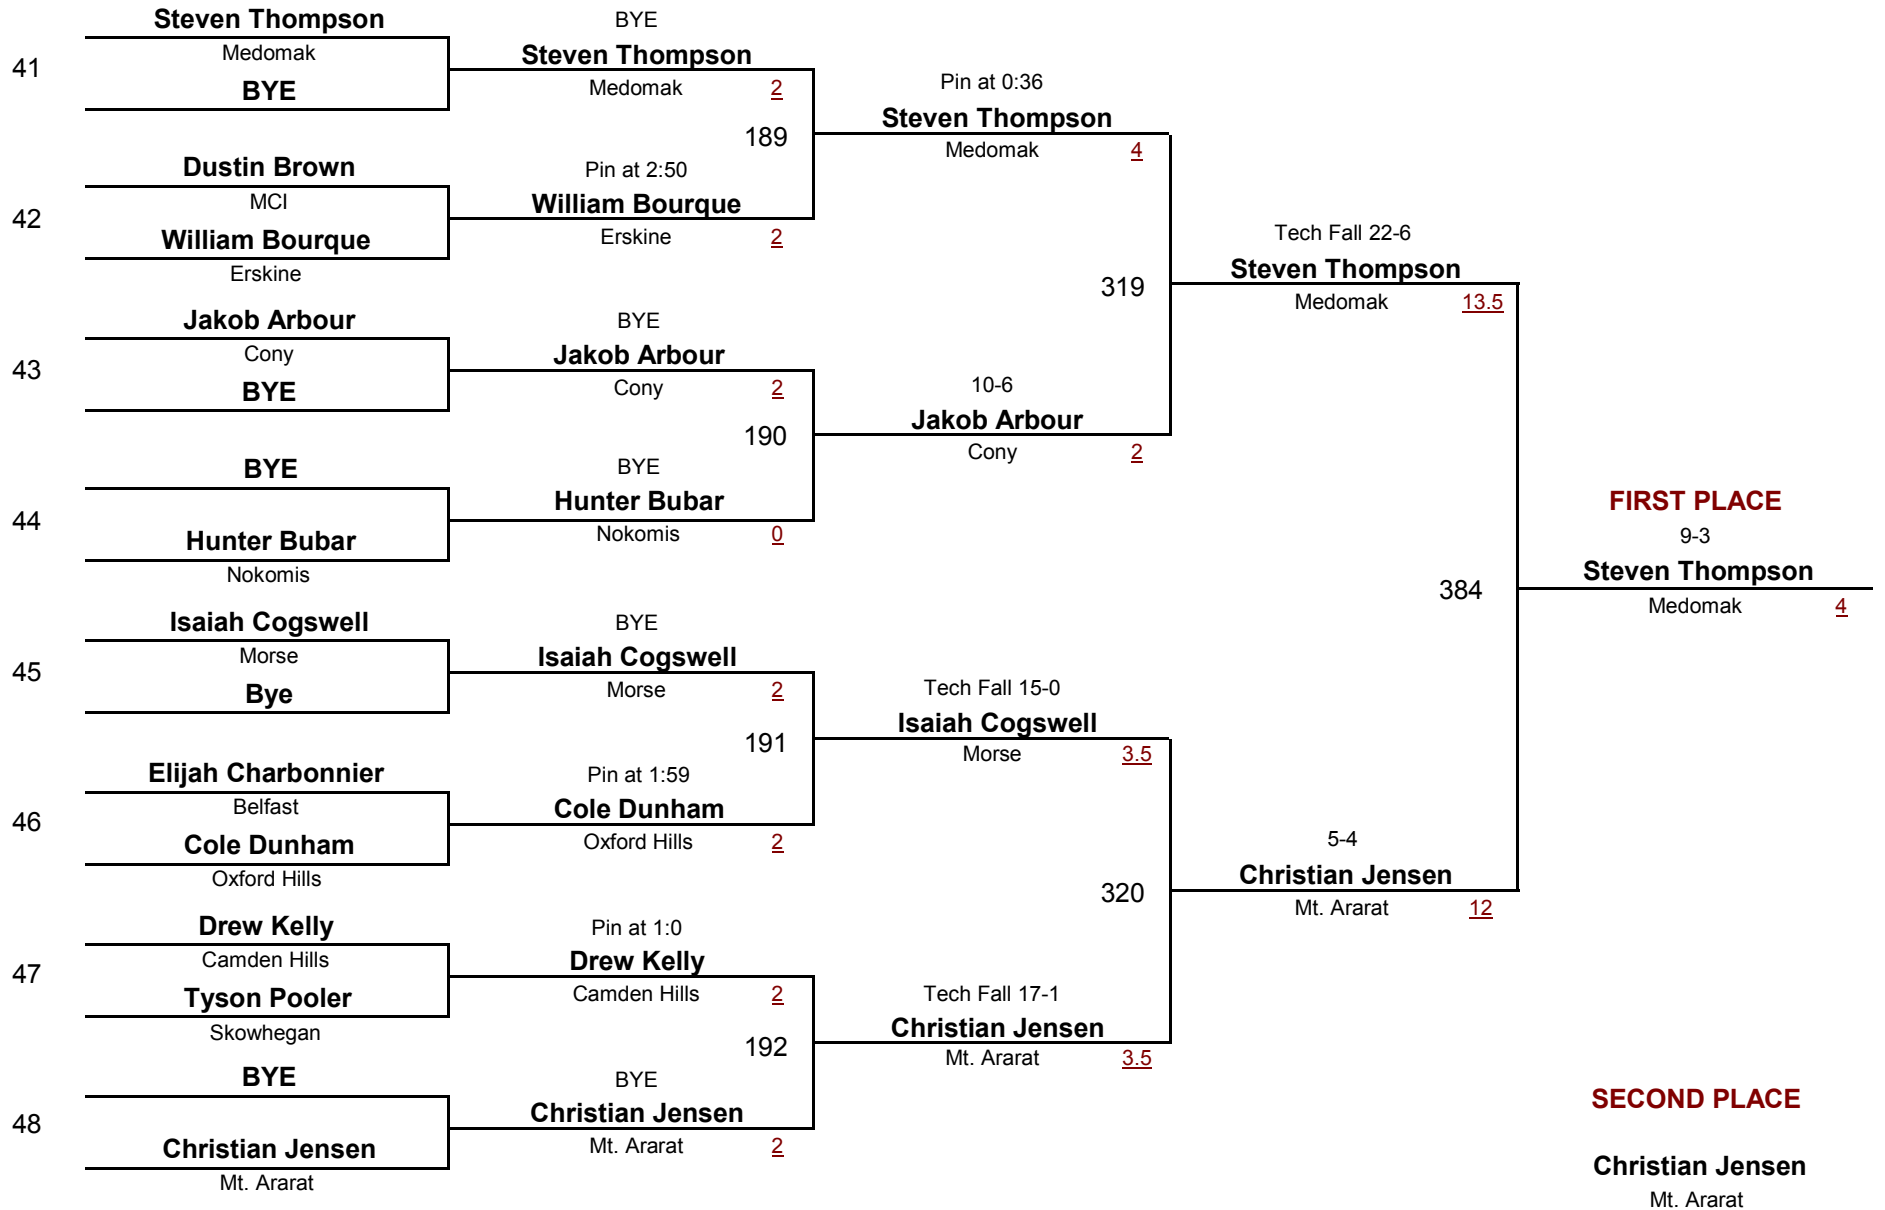 Steven Thompson
Medomak
41
BYE
Dustin Brown
MCI
42
William Bourque
Erskine
Jakob Arbour
Cony
43
BYE
BYE
44
Hunter Bubar
Nokomis
Isaiah Cogswell
Morse
45
Bye
Elijah Charbonnier
Belfast
46
Cole Dunham
Oxford Hills
Drew Kelly
Camden Hills
47
Tyson Pooler
Skowhegan
BYE
48
Christian Jensen
Mt. Ararat
BYE
Steven Thompson
Medomak 2
189
Pin at 2:50
William Bourque
Erskine 2
BYE
Jakob Arbour
Cony 2
190
BYE
Hunter Bubar
Nokomis 0
BYE
Isaiah Cogswell
Morse 2
191
Pin at 1:59
Cole Dunham
Oxford Hills 2
Pin at 1:0
Drew Kelly
Camden Hills 2
192
BYE
Christian Jensen
Mt. Ararat 2
Pin at 0:36
Steven Thompson
Medomak 4
319
10-6
Jakob Arbour
Cony 2
Tech Fall 15-0
Isaiah Cogswell
Morse 3.5
320
Tech Fall 17-1
Christian Jensen
Mt. Ararat 3.5
Tech Fall 22-6
Steven Thompson
Medomak 13.5
384
5-4
Christian Jensen
Mt. Ararat 12
FIRST PLACE
9-3
Steven Thompson
Medomak 4
SECOND PLACE
Christian Jensen
Mt. Ararat